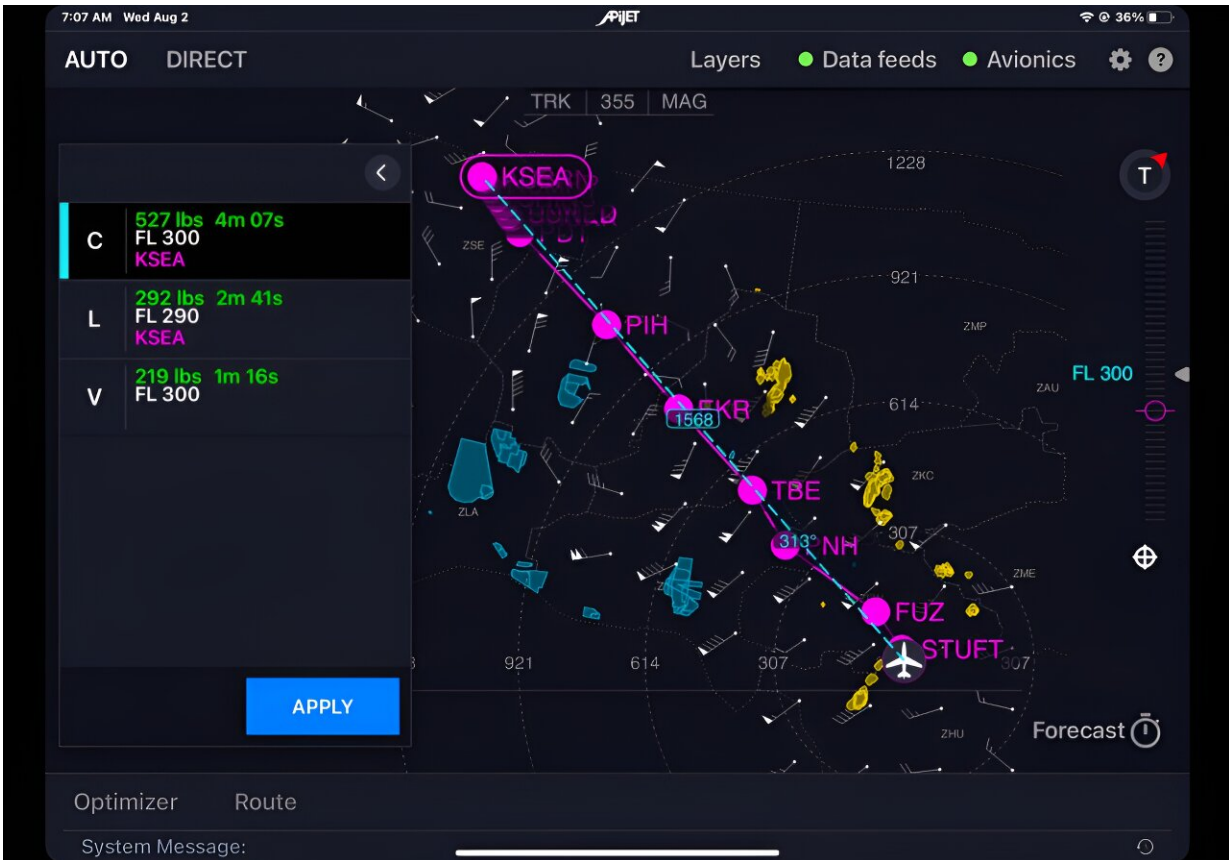 7:07 AM Wed Aug 2
APiJET
36%
AUTO DIRECT
Layers Data feeds Avionics ?
TRK 355 MAG
T
C
527 lbs 4m 07s
FL 300
KSEA
L
292 lbs 2m 41s
FL 290
KSEA
V
219 lbs 1m 16s
FL 300
APPLY
KSEA
PDT
ZSE
1228
921
ZMP
PIH
FL 300
ZAU
614
EKR
1568
TBE
ZKC
ZLA
307
313° NH
ZME
FUZ
STUFT
921 614 307 307
ZHU
Forecast
Optimizer Route
System Message: